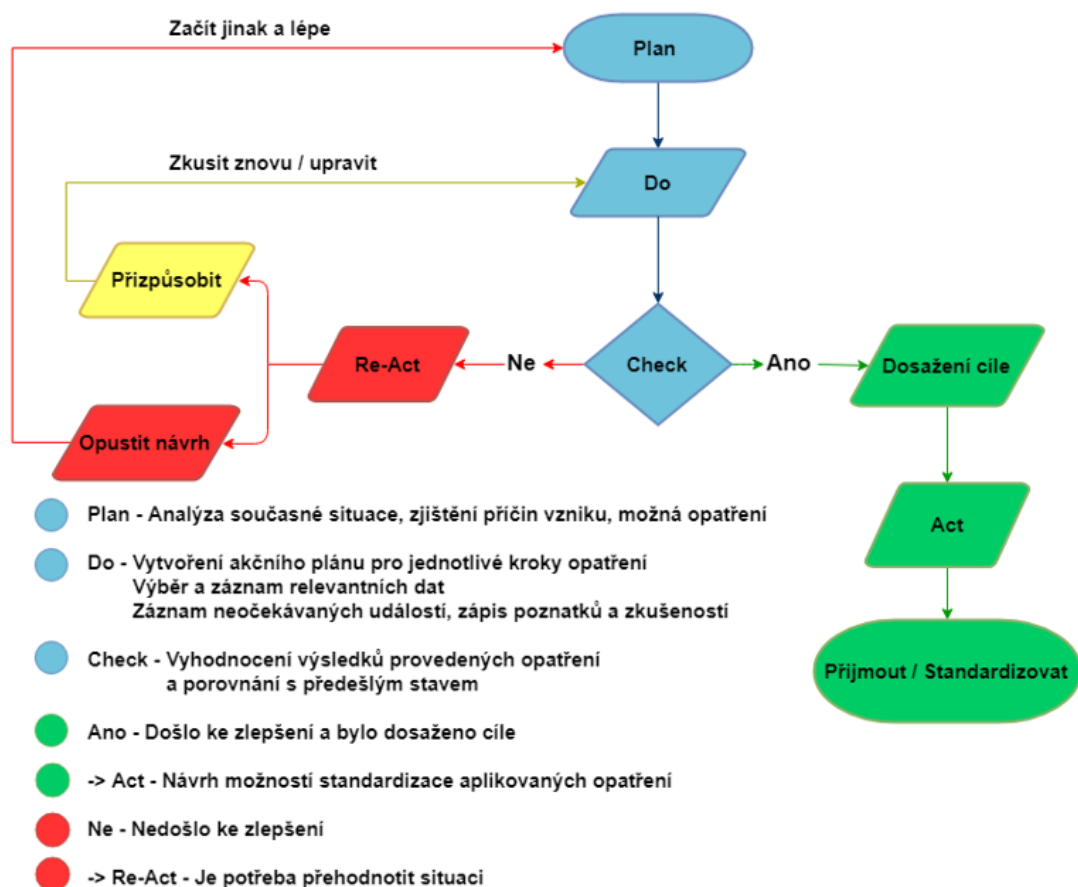 Začít jinak a lépe
Plan
Zkusit znovu / upravit
Do
Přizpůsobit
Re-Act
Ne
Check
Ano
Dosažení cíle
Opustit návrh
Act
Přijmout / Standardizovat
Plan - Analýza současné situace, zjištění příčin vzniku, možná opatření
Do - Vytvoření akčního plánu pro jednotlivé kroky opatření
Výběr a záznam relevantních dat
Záznam neočekávaných událostí, zápis poznatků a zkušeností
Check - Vyhodnocení výsledků provedených opatření
a porovnání s předešlým stavem
Ano - Došlo ke zlepšení a bylo dosaženo cíle
-> Act - Návrh možností standardizace aplikovaných opatření
Ne - Nedošlo ke zlepšení
-> Re-Act - Je potřeba přehodnotit situaci